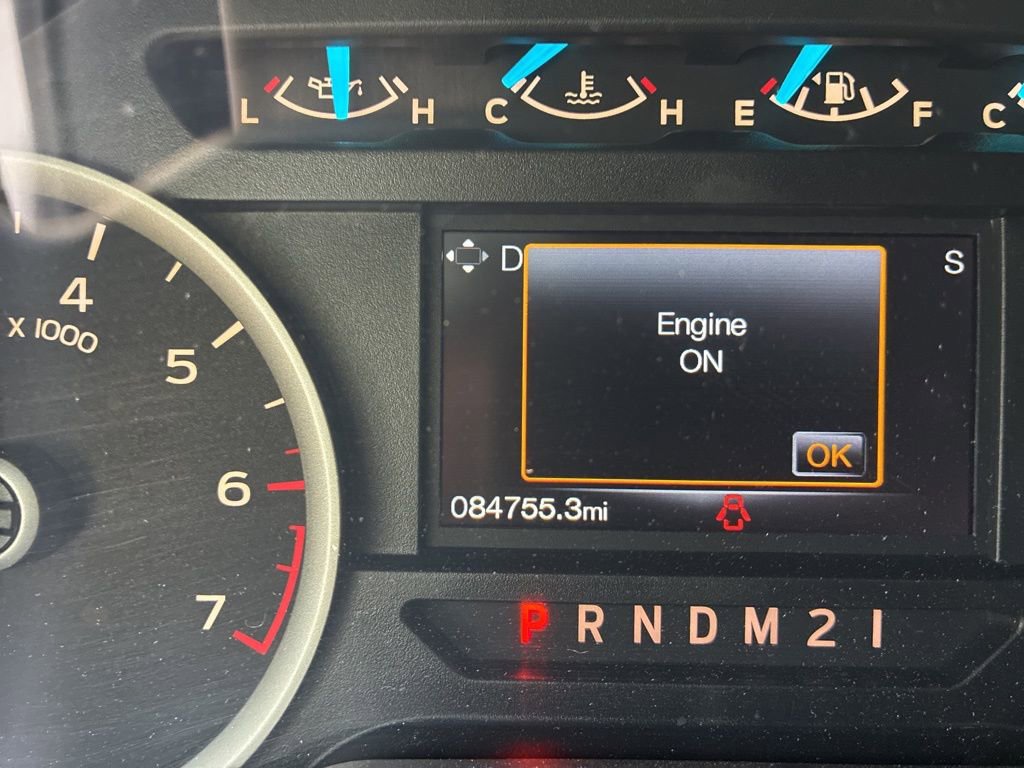 L H C H E F C
4
X 1000
5
6
7
D S
Engine
ON
OK
084755.3mi
P R N D M 2 1